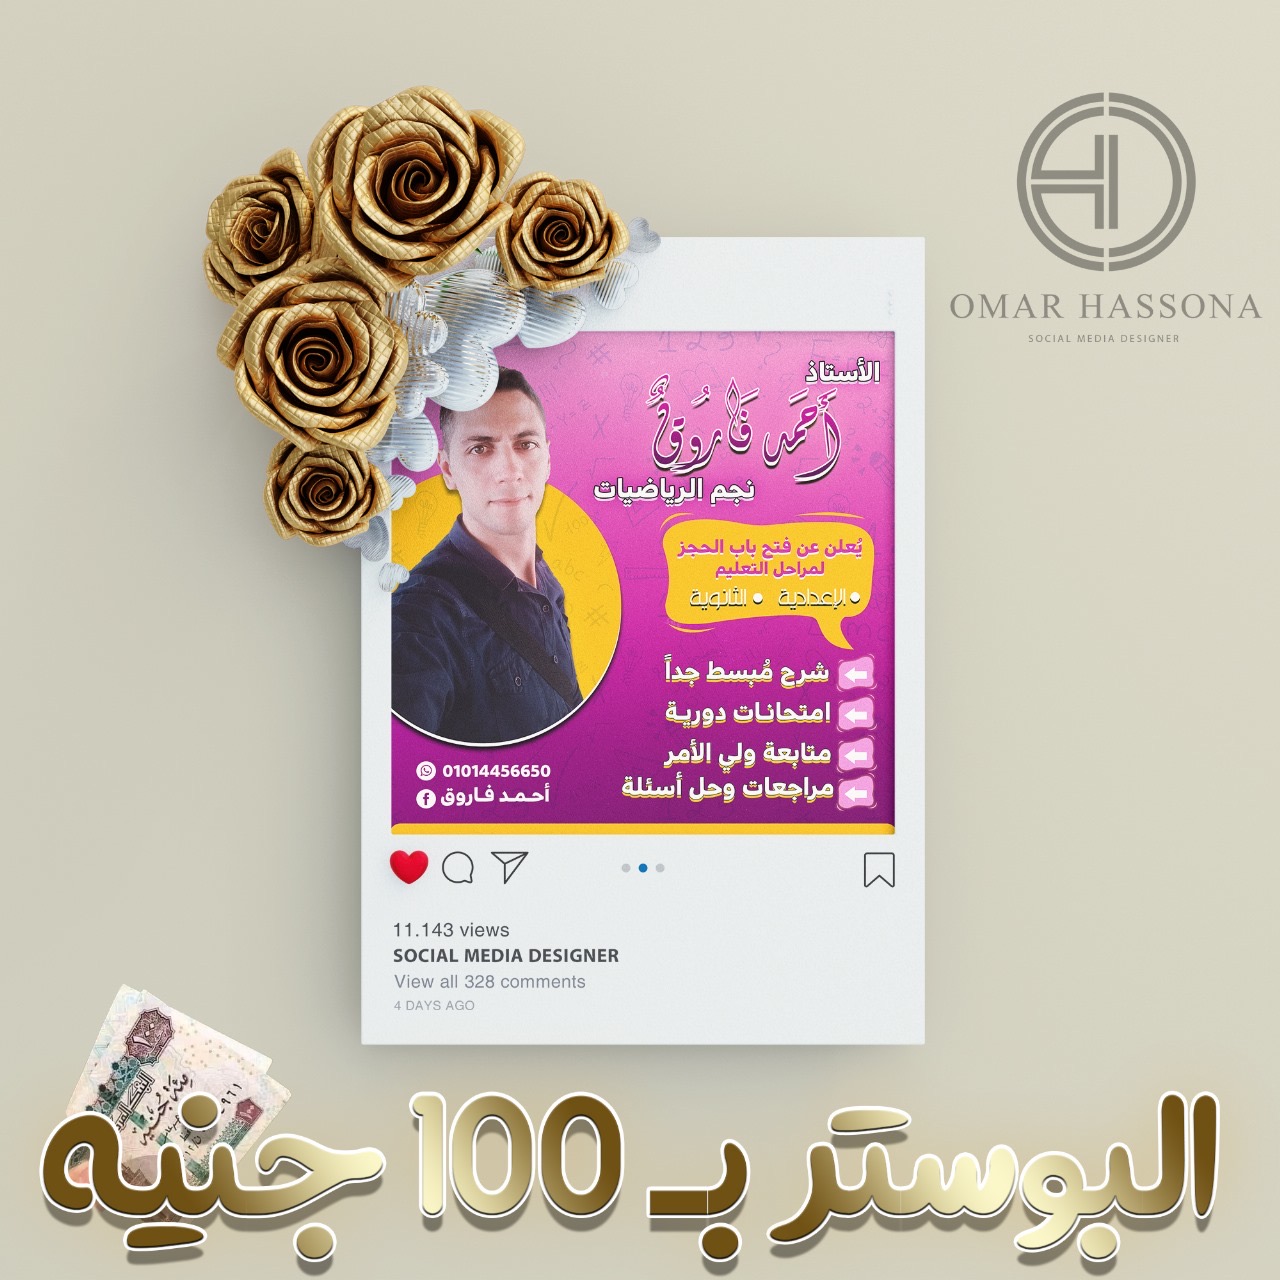 OMAR HASSONA
SOCIAL MEDIA DESIGNER
الأستاذ
أَحَمَد فَارُوقٌ
نجم الرياضيات
يُعلن عن فتح باب الحجز
لمراحل التعليم
• الإعدادية • الثانوية
شرح مُبسط جداً
امتحانات دورية
متابعة ولي الأمر
مراجعات وحل أسئلة
01014456650
أحمد فاروق
11.143 views
SOCIAL MEDIA DESIGNER
View all 328 comments
4 DAYS AGO
البوستر بـ 100 جنيه